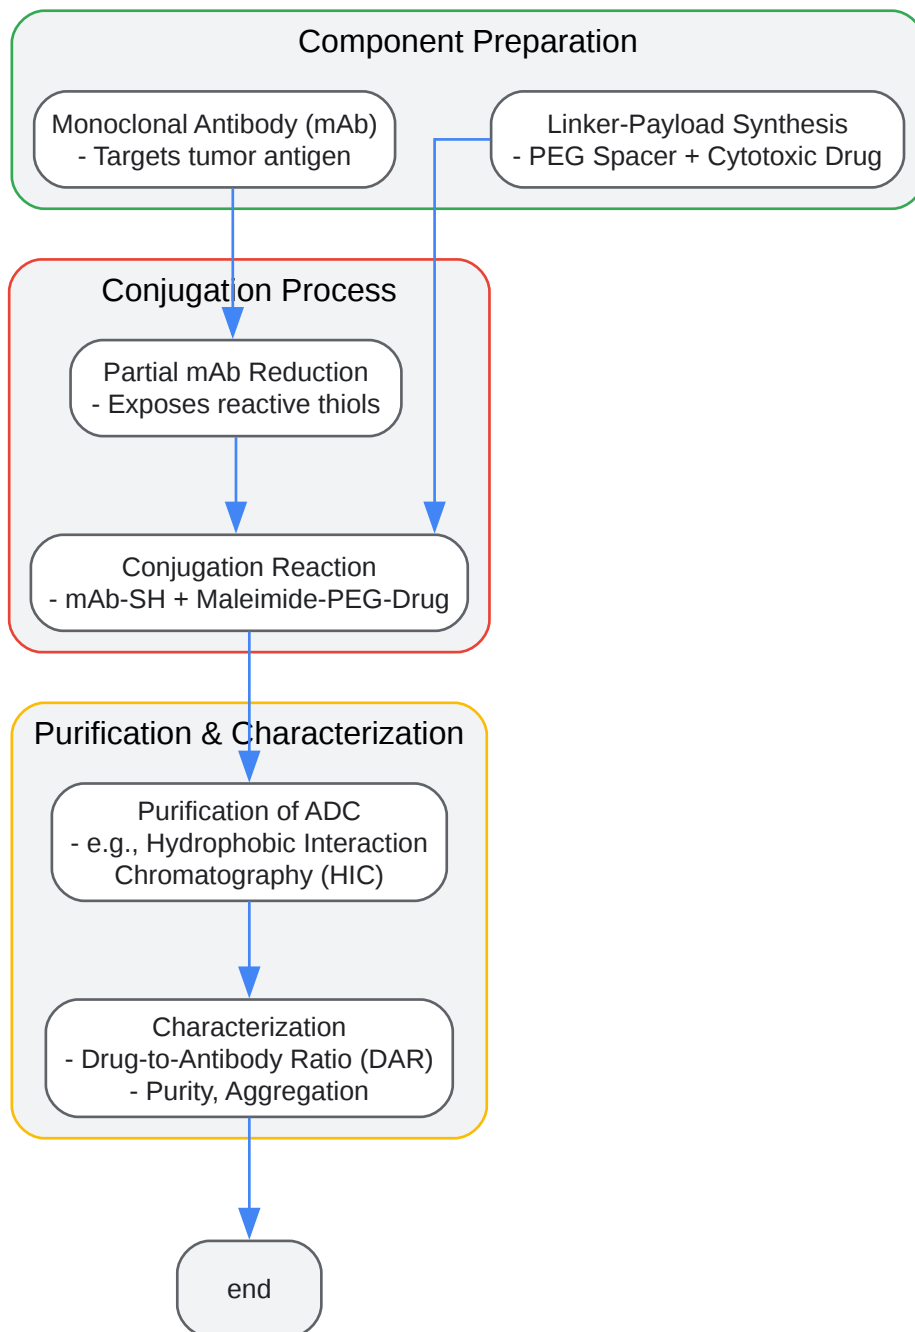 Component Preparation
Monoclonal Antibody (mAb)
- Targets tumor antigen
Linker-Payload Synthesis
- PEG Spacer + Cytotoxic Drug
Conjugation Process
Partial mAb Reduction
- Exposes reactive thiols
Conjugation Reaction
- mAb-SH + Maleimide-PEG-Drug
Purification & Characterization
Purification of ADC
- e.g., Hydrophobic Interaction
Chromatography (HIC)
Characterization
- Drug-to-Antibody Ratio (DAR)
- Purity, Aggregation
end